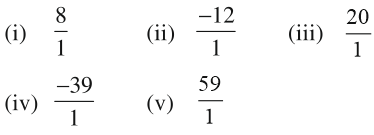 (i) 8/1 (ii) -12/1 (iii) 20/1
(iv) -39/1 (v) 59/1